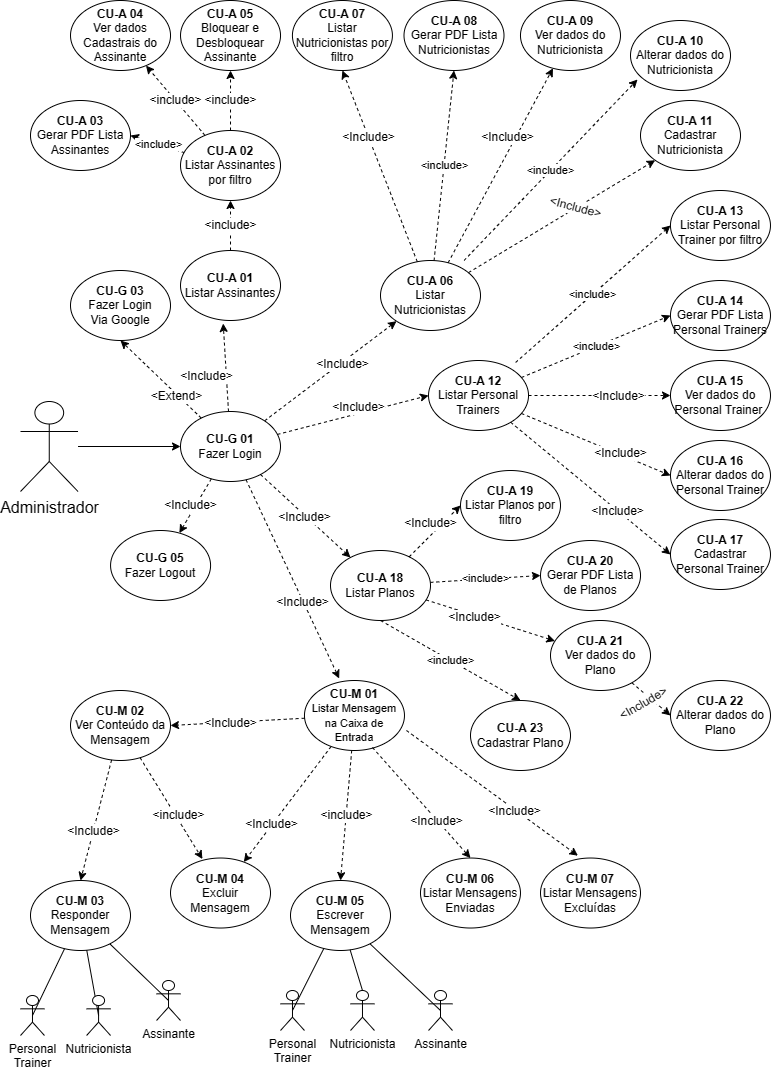 CU-A 04
Ver dados
Cadastrais do
Assinante
CU-A 05
Bloquear e
Desbloquear
Assinante
CU-A 07
Listar
Nutricionistas por
filtro
CU-A 08
Gerar PDF Lista
Nutricionistas
CU-A 09
Ver dados do
Nutricionista
CU-A 10
Alterar dados do
Nutricionista
<include>
<include>
CU-A 03
Gerar PDF Lista
Assinantes
<include>
CU-A 02
Listar Assinantes
por filtro
<Include>
<include>
<Include>
<include>
CU-A 11
Cadastrar
Nutricionista
<Include>
<include>
CU-A 13
Listar Personal
Trainer por filtro
CU-G 03
Fazer Login
Via Google
CU-A 01
Listar Assinantes
CU-A 06
Listar
Nutricionistas
<include>
CU-A 14
Gerar PDF Lista
Personal Trainers
<include>
<Extend>
<Include>
<Include>
<Include>
CU-A 12
Listar Personal
Trainers
<Include>
CU-A 15
Ver dados do
Personal Trainer
Administrador
CU-G 01
Fazer Login
<Include>
CU-A 16
Alterar dados do
Personal Trainer
<Include>
CU-A 17
Cadastrar
Personal Trainer
<Include>
CU-G 05
Fazer Logout
<Include>
<Include>
CU-A 19
Listar Planos por
filtro
<Include>
CU-A 18
Listar Planos
<include>
CU-A 20
Gerar PDF Lista
de Planos
<Include>
<Include>
CU-A 21
Ver dados do
Plano
<include>
<Include>
CU-A 22
Alterar dados do
Plano
CU-A 23
Cadastrar Plano
CU-M 02
Ver Conteúdo da
Mensagem
<Include>
CU-M 01
Listar Mensagem
na Caixa de
Entrada
<Include>
<include>
<Include>
<include>
<Include>
<Include>
CU-M 03
Responder
Mensagem
CU-M 04
Excluir
Mensagem
CU-M 05
Escrever
Mensagem
CU-M 06
Listar Mensagens
Enviadas
CU-M 07
Listar Mensagens
Excluídas
Personal
Trainer
Nutricionista
Assinante
Personal
Trainer
Nutricionista
Assinante